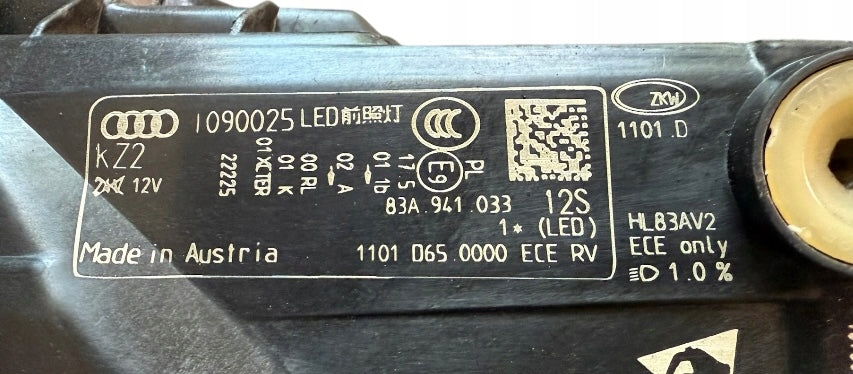 1090025 LED前照灯
ZKW
1101 .D
KZ2
12V
22225
01 XCTER
01 K
00 RL
02 A
01.1b
17.5
E9
PL
83A.941.033
12S
1* (LED)
Made in Austria
1101 D65.0000 ECE RV
HL83AV2
ECE only
1.0 %